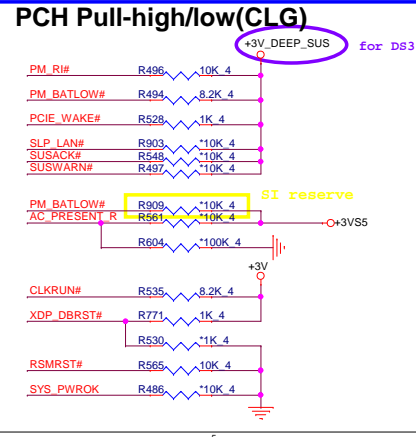 PCH Pull-high/low(CLG)
+3V_DEEP_SUS for DS3
PM_RI# R496 10K_4
PM_BATLOW# R494 8.2K_4
PCIE_WAKE# R528 1K_4
SLP_LAN# R903 *10K_4
SUSACK# R548 *10K_4
SUSWARN# R497 *10K_4
SI reserve
PM_BATLOW# R909 *10K_4
AC_PRESENT_R R561 *10K_4 +3VS5
R604 *100K_4
+3V
CLKRUN# R535 8.2K_4
XDP_DBRST# R771 1K_4
R530 *1K_4
RSMRST# R565 10K_4
SYS_PWROK R486 *10K_4